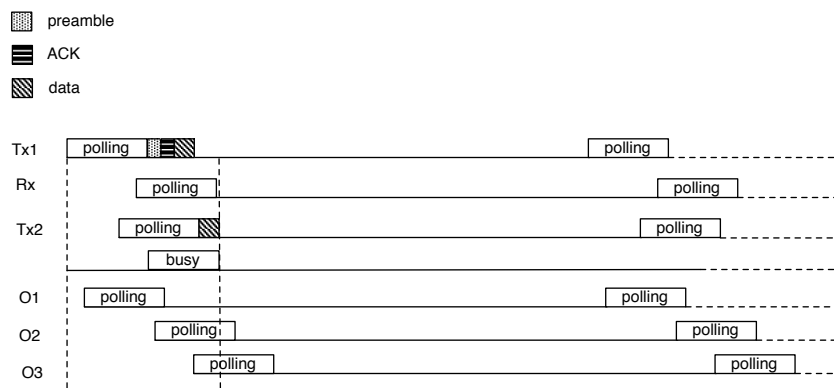 preamble
ACK
data
Tx1 polling polling
Rx polling polling
Tx2 polling polling
busy
O1 polling polling
O2 polling polling
O3 polling polling